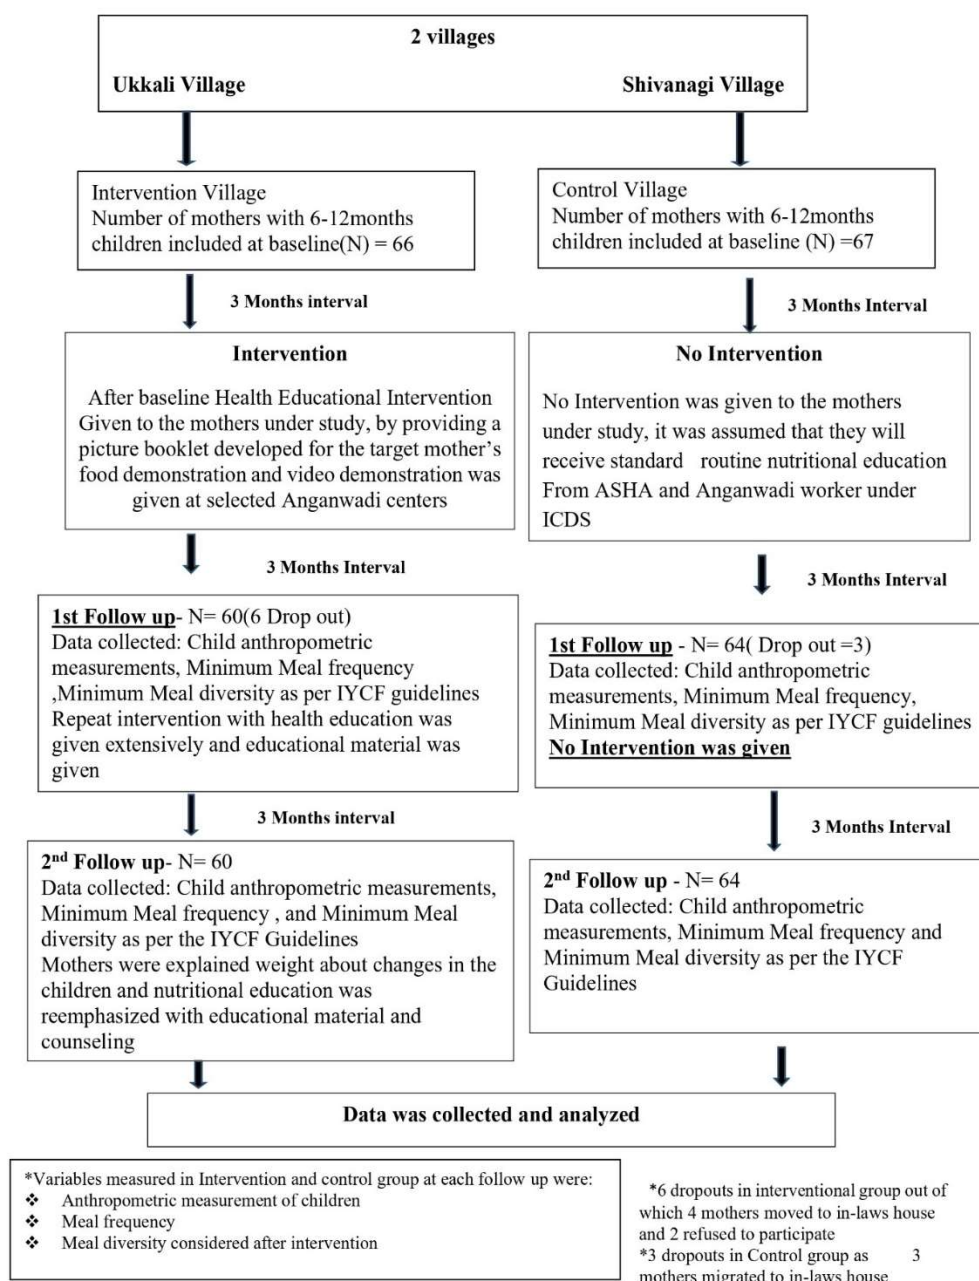 2 villages
Ukkali Village
Shivanagi Village
Intervention Village
Number of mothers with 6-12months
children included at baseline(N) = 66
Control Village
Number of mothers with 6-12months
children included at baseline (N) =67
3 Months interval
3 Months Interval
Intervention
After baseline Health Educational Intervention
Given to the mothers under study, by providing a
picture booklet developed for the target mother’s
food demonstration and video demonstration was
given at selected Anganwadi centers
No Intervention
No Intervention was given to the mothers
under study, it was assumed that they will
receive standard routine nutritional education
From ASHA and Anganwadi worker under
ICDS
3 Months Interval
3 Months Interval
1st Follow up- N= 60(6 Drop out)
Data collected: Child anthropometric
measurements, Minimum Meal frequency
,Minimum Meal diversity as per IYCF guidelines
Repeat intervention with health education was
given extensively and educational material was
given
1st Follow up - N= 64( Drop out =3)
Data collected: Child anthropometric
measurements, Minimum Meal frequency,
Minimum Meal diversity as per IYCF guidelines
No Intervention was given
3 Months interval
3 Months Interval
2nd Follow up- N= 60
Data collected: Child anthropometric measurements,
Minimum Meal frequency , and Minimum Meal
diversity as per the IYCF Guidelines
Mothers were explained weight about changes in the
children and nutritional education was
reemphasized with educational material and
counseling
2nd Follow up - N= 64
Data collected: Child anthropometric
measurements, Minimum Meal frequency and
Minimum Meal diversity as per the IYCF
Guidelines
Data was collected and analyzed
*Variables measured in Intervention and control group at each follow up were:
❖ Anthropometric measurement of children
❖ Meal frequency
❖ Meal diversity considered after intervention
*6 dropouts in interventional group out of
which 4 mothers moved to in-laws house
and 2 refused to participate
*3 dropouts in Control group as 3
mothers migrated to in-laws house